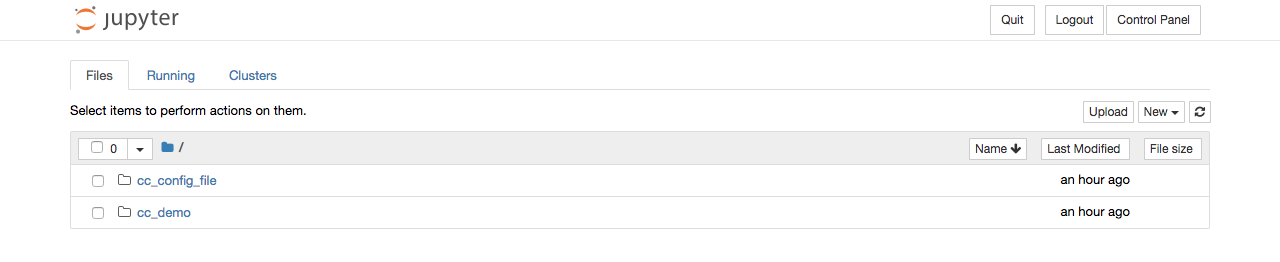 jupyter Quit Logout Control Panel
Files Running Clusters
Select items to perform actions on them. Upload New
0 / Name Last Modified File size
cc_config_file an hour ago
cc_demo an hour ago